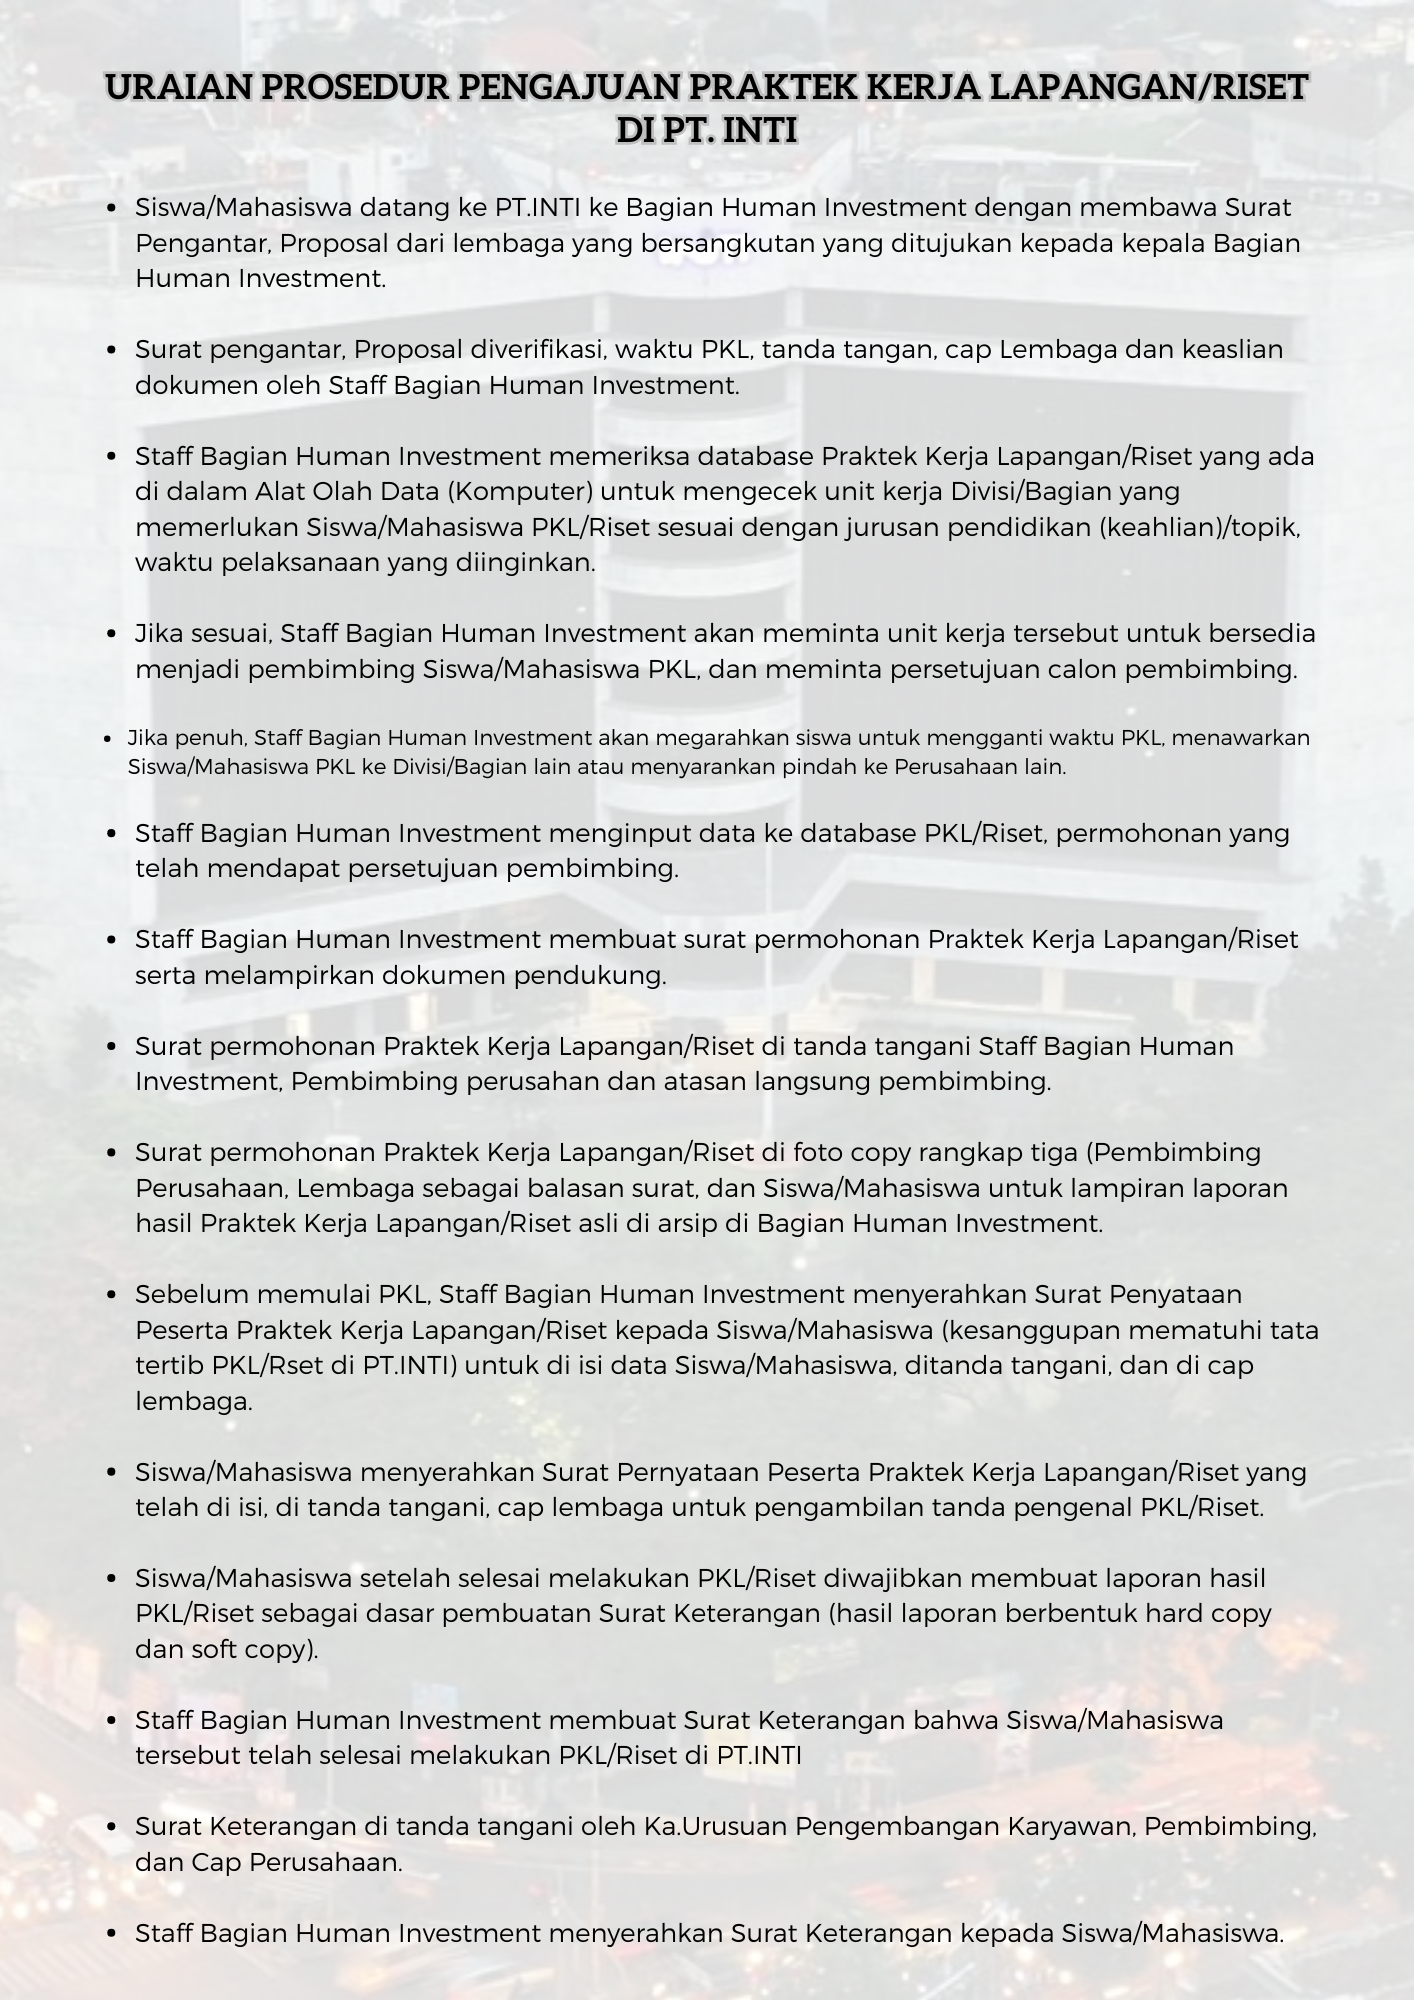 URAIAN PROSEDUR PENGAJUAN PRAKTEK KERJA LAPANGAN/RISET
DI PT. INTI
• Siswa/Mahasiswa datang ke PT.INTI ke Bagian Human Investment dengan membawa Surat
Pengantar, Proposal dari lembaga yang bersangkutan yang ditujukan kepada kepala Bagian
Human Investment.
• Surat pengantar, Proposal diverifikasi, waktu PKL, tanda tangan, cap Lembaga dan keaslian
dokumen oleh Staff Bagian Human Investment.
• Staff Bagian Human Investment memeriksa database Praktek Kerja Lapangan/Riset yang ada
di dalam Alat Olah Data (Komputer) untuk mengecek unit kerja Divisi/Bagian yang
memerlukan Siswa/Mahasiswa PKL/Riset sesuai dengan jurusan pendidikan (keahlian)/topik,
waktu pelaksanaan yang diinginkan.
• Jika sesuai, Staff Bagian Human Investment akan meminta unit kerja tersebut untuk bersedia
menjadi pembimbing Siswa/Mahasiswa PKL, dan meminta persetujuan calon pembimbing.
• Jika penuh, Staff Bagian Human Investment akan megarahkan siswa untuk mengganti waktu PKL, menawarkan
Siswa/Mahasiswa PKL ke Divisi/Bagian lain atau menyarankan pindah ke Perusahaan lain.
• Staff Bagian Human Investment menginput data ke database PKL/Riset, permohonan yang
telah mendapat persetujuan pembimbing.
• Staff Bagian Human Investment membuat surat permohonan Praktek Kerja Lapangan/Riset
serta melampirkan dokumen pendukung.
• Surat permohonan Praktek Kerja Lapangan/Riset di tanda tangani Staff Bagian Human
Investment, Pembimbing perusahan dan atasan langsung pembimbing.
• Surat permohonan Praktek Kerja Lapangan/Riset di foto copy rangkap tiga (Pembimbing
Perusahaan, Lembaga sebagai balasan surat, dan Siswa/Mahasiswa untuk lampiran laporan
hasil Praktek Kerja Lapangan/Riset asli di arsip di Bagian Human Investment.
• Sebelum memulai PKL, Staff Bagian Human Investment menyerahkan Surat Penyataan
Peserta Praktek Kerja Lapangan/Riset kepada Siswa/Mahasiswa (kesanggupan mematuhi tata
tertib PKL/Rset di PT.INTI) untuk di isi data Siswa/Mahasiswa, ditanda tangani, dan di cap
lembaga.
• Siswa/Mahasiswa menyerahkan Surat Pernyataan Peserta Praktek Kerja Lapangan/Riset yang
telah di isi, di tanda tangani, cap lembaga untuk pengambilan tanda pengenal PKL/Riset.
• Siswa/Mahasiswa setelah selesai melakukan PKL/Riset diwajibkan membuat laporan hasil
PKL/Riset sebagai dasar pembuatan Surat Keterangan (hasil laporan berbentuk hard copy
dan soft copy).
• Staff Bagian Human Investment membuat Surat Keterangan bahwa Siswa/Mahasiswa
tersebut telah selesai melakukan PKL/Riset di PT.INTI
• Surat Keterangan di tanda tangani oleh Ka.Urusuan Pengembangan Karyawan, Pembimbing,
dan Cap Perusahaan.
• Staff Bagian Human Investment menyerahkan Surat Keterangan kepada Siswa/Mahasiswa.